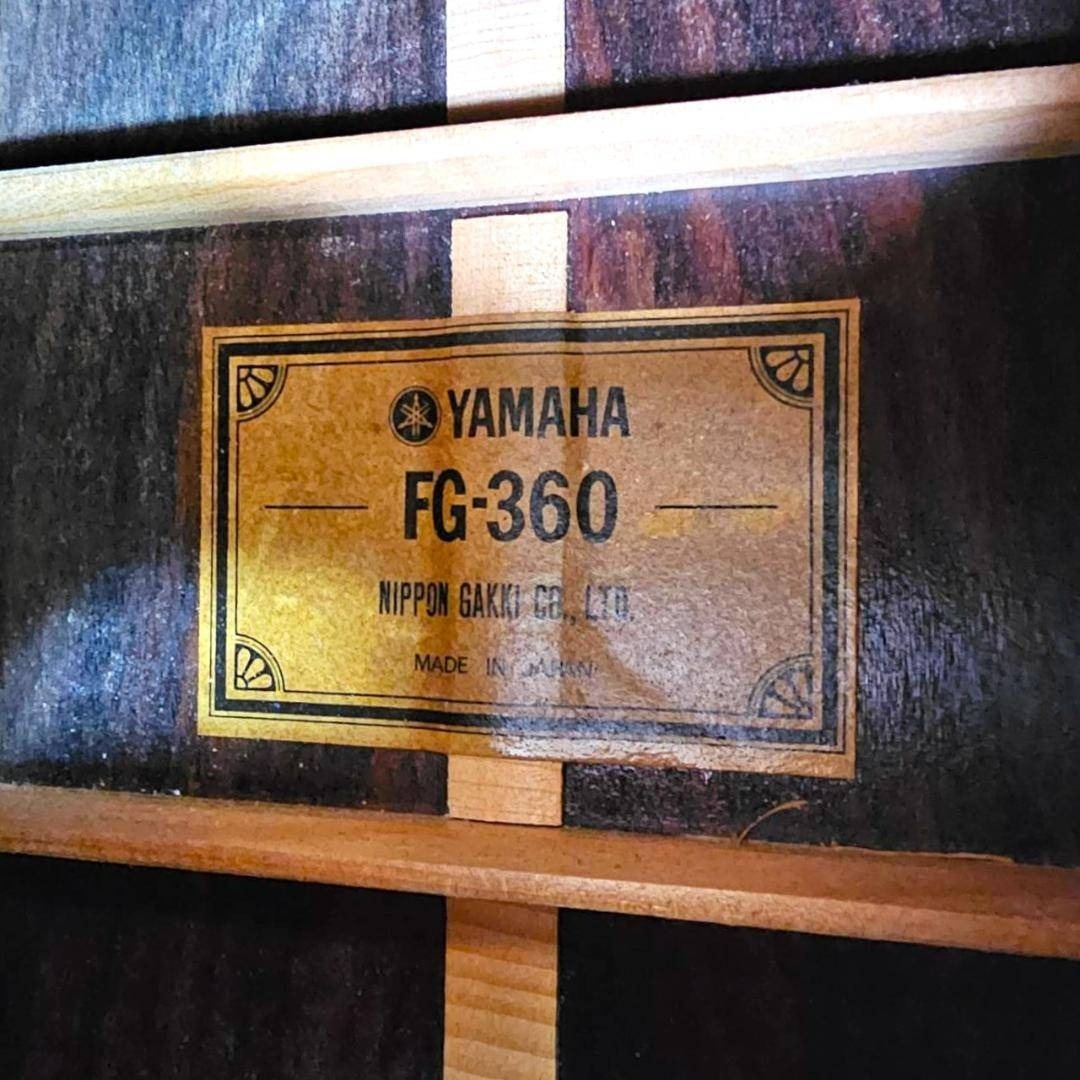 YAMAHA
FG-360
NIPPON GAKKI CO., LTD.
MADE IN JAPAN